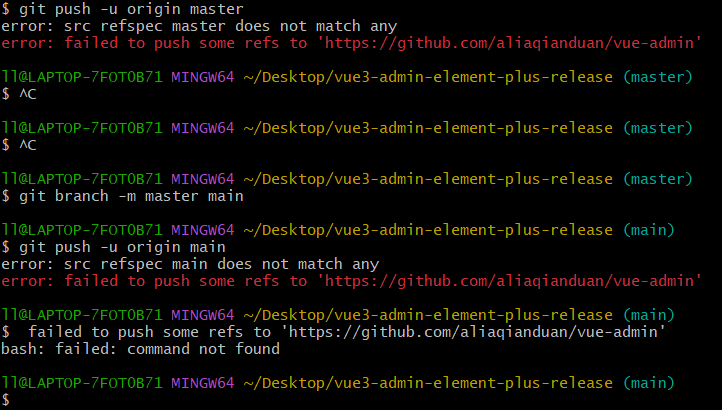 $ git push -u origin master
error: src refspec master does not match any
error: failed to push some refs to 'https://github.com/aliaqianduan/vue-admin'
ll@LAPTOP-7FOT0B71 MINGW64 ~/Desktop/vue3-admin-element-plus-release (master)
$ ^C
ll@LAPTOP-7FOT0B71 MINGW64 ~/Desktop/vue3-admin-element-plus-release (master)
$ ^C
ll@LAPTOP-7FOT0B71 MINGW64 ~/Desktop/vue3-admin-element-plus-release (master)
$ git branch -m master main
ll@LAPTOP-7FOT0B71 MINGW64 ~/Desktop/vue3-admin-element-plus-release (main)
$ git push -u origin main
error: src refspec main does not match any
error: failed to push some refs to 'https://github.com/aliaqianduan/vue-admin'
ll@LAPTOP-7FOT0B71 MINGW64 ~/Desktop/vue3-admin-element-plus-release (main)
$  failed to push some refs to 'https://github.com/aliaqianduan/vue-admin'
bash: failed: command not found
ll@LAPTOP-7FOT0B71 MINGW64 ~/Desktop/vue3-admin-element-plus-release (main)
$